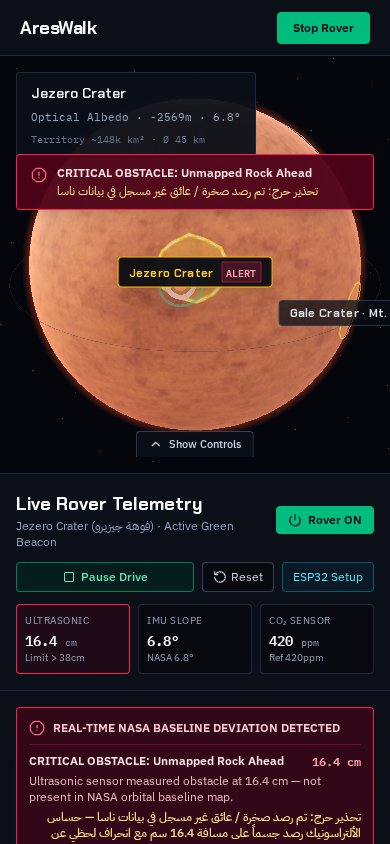 AresWalk
Stop Rover
Jezero Crater
Optical Albedo · -2569m · 6.8°
Territory ~148k km² · Ø 45 km
CRITICAL OBSTACLE: Unmapped Rock Ahead
تحذير حرج: تم رصد صخرة / عائق غير مسجل في بيانات ناسا
Jezero Crater ALERT
Gale Crater · Mt.
Show Controls
Live Rover Telemetry
Jezero Crater (فوهة جيزيرو) · Active Green
Beacon
Rover ON
Pause Drive
Reset
ESP32 Setup
ULTRASONIC
16.4 cm
Limit > 38cm
IMU SLOPE
6.8°
NASA 6.8°
CO₂ SENSOR
420 ppm
Ref 420ppm
REAL-TIME NASA BASELINE DEVIATION DETECTED
CRITICAL OBSTACLE: Unmapped Rock Ahead 16.4 cm
Ultrasonic sensor measured obstacle at 16.4 cm — not
present in NASA orbital baseline map.
تحذير حرج: تم رصد صخرة / عائق غير مسجل في بيانات ناسا — حساس
الألتراسونيك رصد جسماً على مسافة 16.4 سم مع انحراف لحظي عن